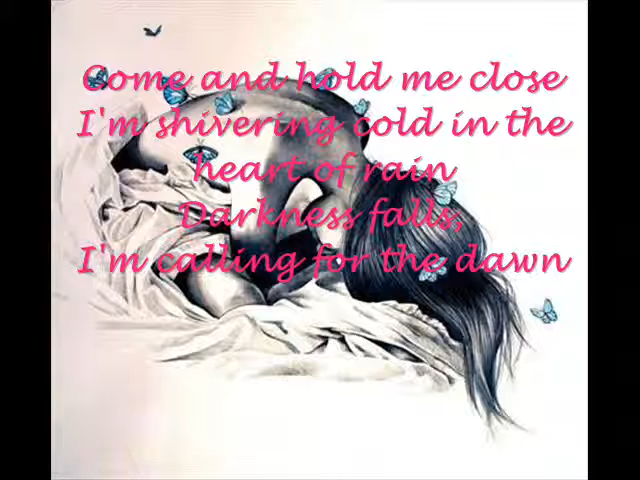 Come and hold me close
I'm shivering cold in the
heart of rain
Darkness falls,
I'm calling for the dawn